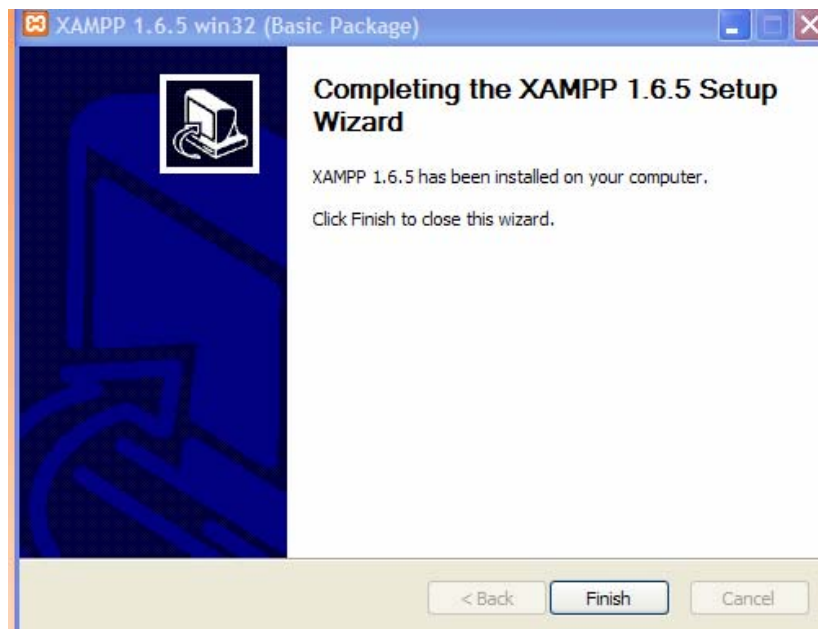 XAMPP 1.6.5 win32 (Basic Package)
Completing the XAMPP 1.6.5 Setup
Wizard
XAMPP 1.6.5 has been installed on your computer.
Click Finish to close this wizard.
< Back
Finish
Cancel